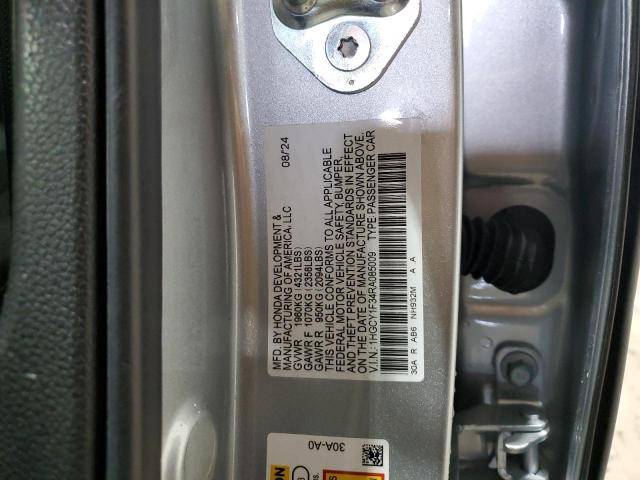 MFD. BY HONDA DEVELOPMENT & 08/'24
MANUFACTURING OF AMERICA, LLC
GVWR 1960KG (4321LBS)
GAWR F 1070KG (2358LBS)
GAWR R 950KG (2094LBS)
THIS VEHICLE CONFORMS TO ALL APPLICABLE
FEDERAL MOTOR VEHICLE SAFETY, BUMPER,
AND THEFT PREVENTION STANDARDS IN EFFECT
ON THE DATE OF MANUFACTURE SHOWN ABOVE.
V.I.N.:1HGCY1F34RA085009 TYPE PASSENGER CAR
30A R AB6 NH932M A A
30A-A0